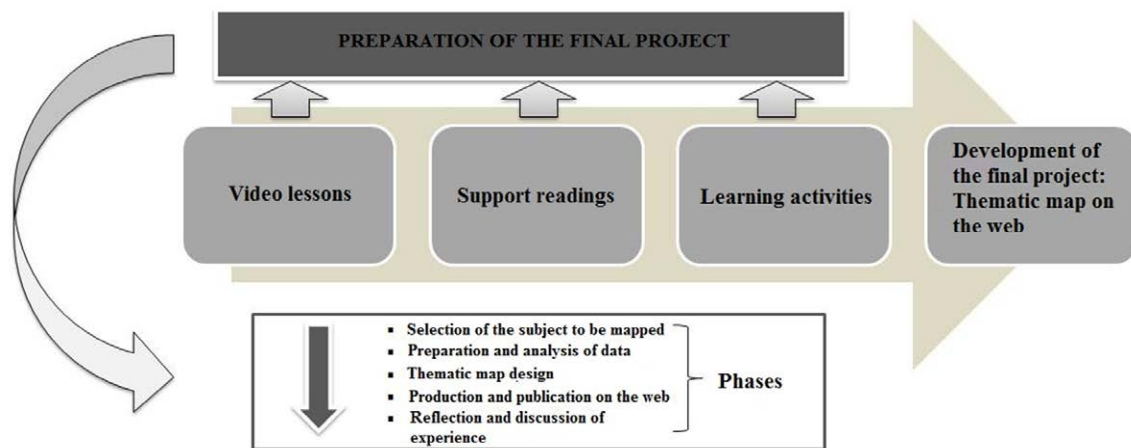 PREPARATION OF THE FINAL PROJECT
Video lessons
Support readings
Learning activities
Development of
the final project:
Thematic map on
the web
▪ Selection of the subject to be mapped
▪ Preparation and analysis of data
▪ Thematic map design
▪ Production and publication on the web
▪ Reflection and discussion of
experience
Phases